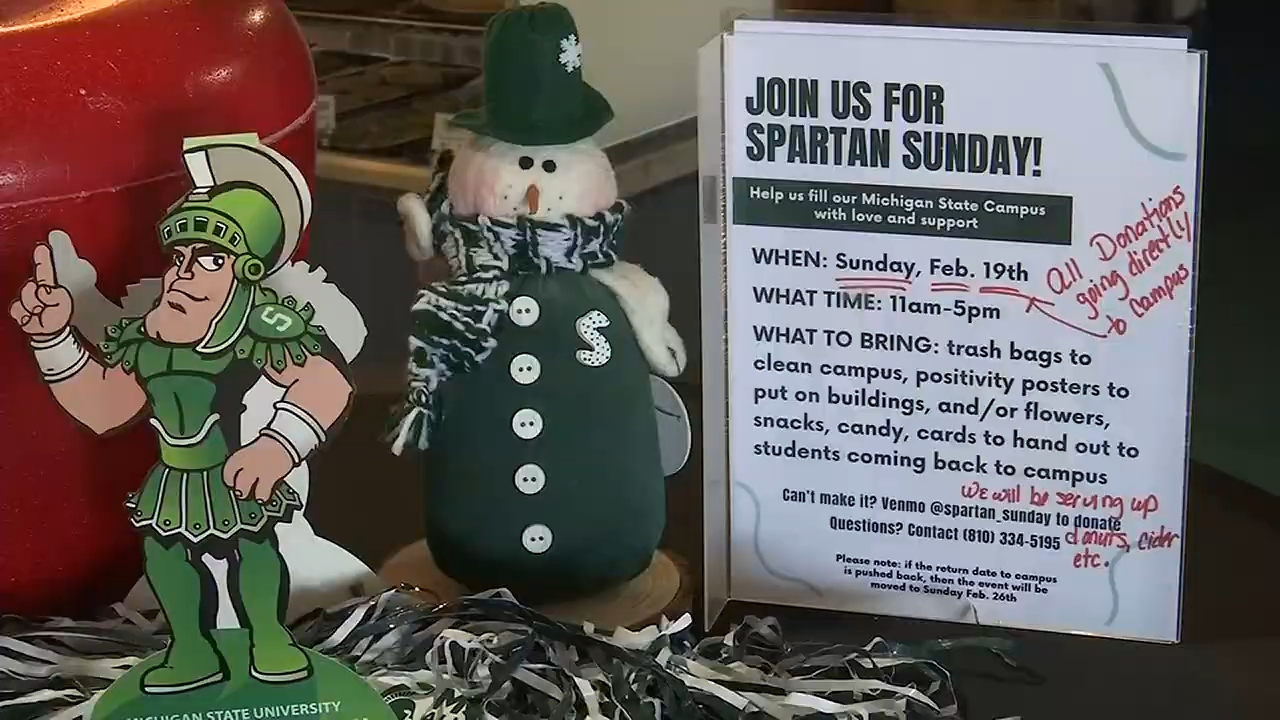 JOIN US FOR
SPARTAN SUNDAY!
Help us fill our Michigan State Campus
with love and support
WHEN: Sunday, Feb. 19th
All Donations
going directly
to Campus
WHAT TIME: 11am-5pm
WHAT TO BRING: trash bags to
clean campus, positivity posters to
put on buildings, and/or flowers,
snacks, candy, cards to hand out to
students coming back to campus
we will be serving up
donuts, cider
etc.
Can't make it? Venmo @spartan_sunday to donate
Questions? Contact (810) 334-5195
Please note: if the return date to campus
is pushed back, then the event will be
moved to Sunday Feb. 26th
S
S
MICHIGAN STATE UNIVERSITY